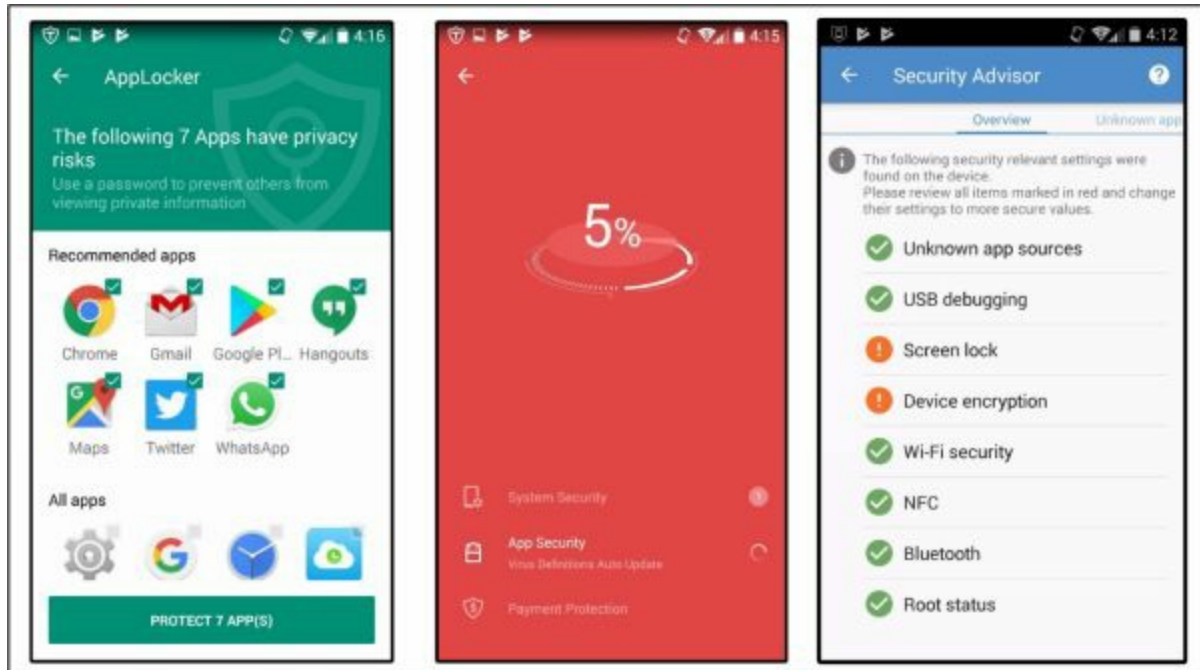 4:16
AppLocker
The following 7 Apps have privacy
risks
Use a password to prevent others from
viewing private information
Recommended apps
Chrome
Gmail
Google Pl...
Hangouts
Maps
Twitter
WhatsApp
All apps
PROTECT 7 APP(S)
4:15
5%
System Security
App Security
Virus Definitions Auto Update
Payment Protection
4:12
Security Advisor
?
Overview
Unknown app
The following security relevant settings were
found on the device.
Please review all items marked in red and change
their settings to more secure values.
Unknown app sources
USB debugging
Screen lock
Device encryption
Wi-Fi security
NFC
Bluetooth
Root status